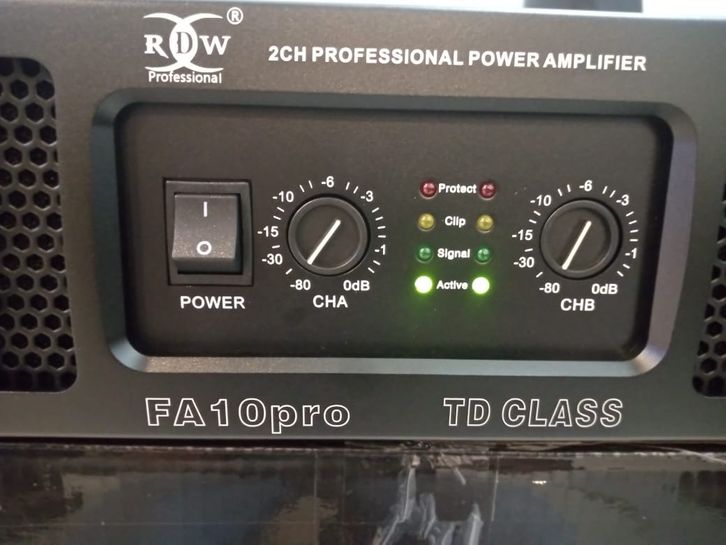 RDW®
Professional
2CH PROFESSIONAL POWER AMPLIFIER
I
O
POWER
-80
-30
-15
-10
-6
-3
-1
0dB
CHA
Protect
Clip
Signal
Active
-80
-30
-15
-10
-6
-3
-1
0dB
CHB
FA10pro
TD CLASS